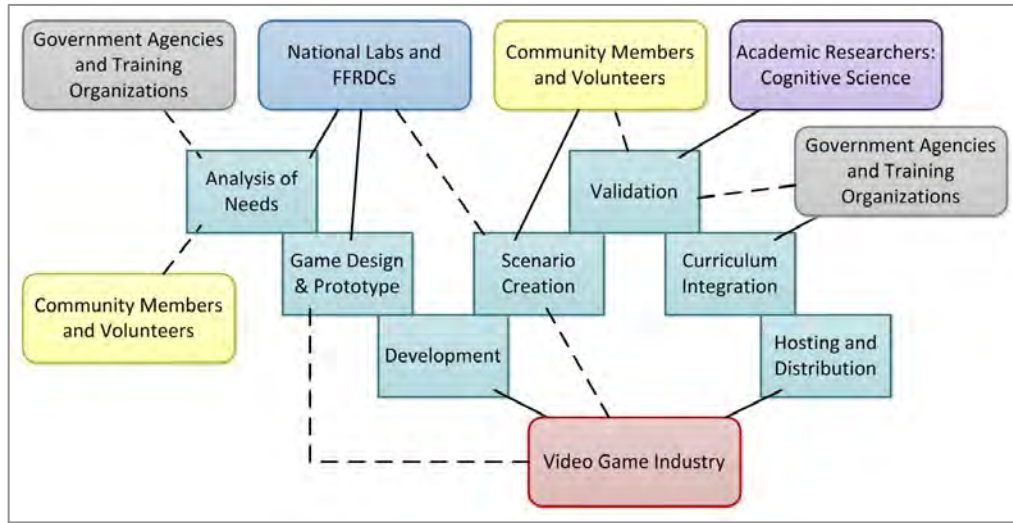 Government Agencies
and Training
Organizations
National Labs and
FFRDCs
Community Members
and Volunteers
Academic Researchers:
Cognitive Science
Government Agencies
and Training
Organizations
Analysis of
Needs
Validation
Game Design
& Prototype
Scenario
Creation
Curriculum
Integration
Community Members
and Volunteers
Development
Hosting and
Distribution
Video Game Industry